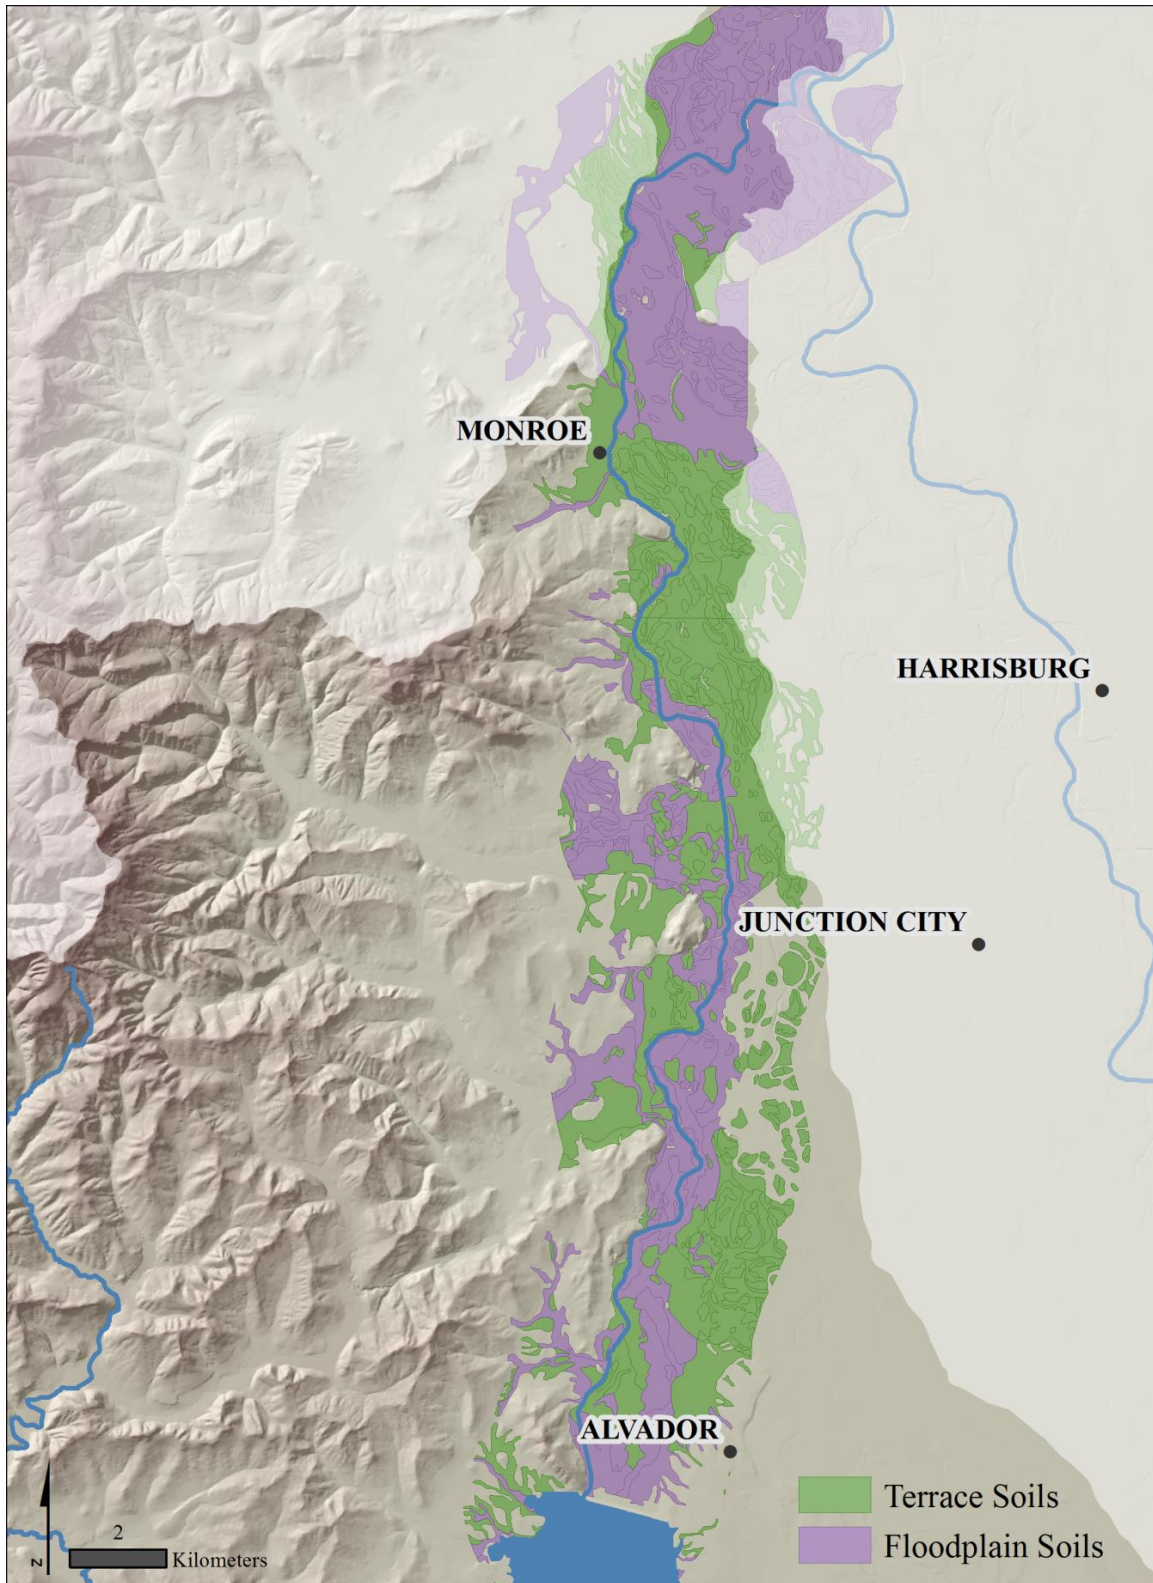 MONROE
HARRISBURG
JUNCTION CITY
ALVADOR
Terrace Soils
Floodplain Soils
2
Kilometers
N